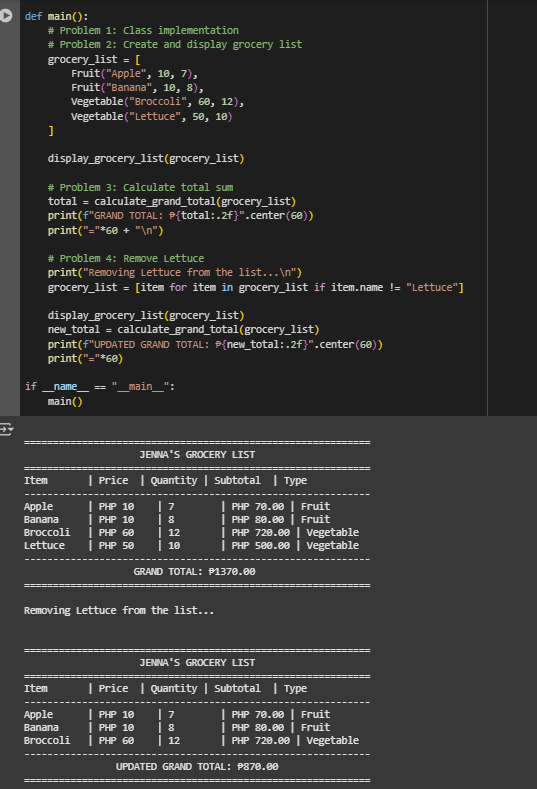 def main():
    # Problem 1: Class implementation
    # Problem 2: Create and display grocery list
    grocery_list = [
        Fruit("Apple", 10, 7),
        Fruit("Banana", 10, 8),
        Vegetable("Broccoli", 60, 12),
        Vegetable("Lettuce", 50, 10)
    ]

    display_grocery_list(grocery_list)

    # Problem 3: Calculate total sum
    total = calculate_grand_total(grocery_list)
    print(f"GRAND TOTAL: ₱{total:.2f}".center(60))
    print("="*60 + "\n")

    # Problem 4: Remove Lettuce
    print("Removing Lettuce from the list...\n")
    grocery_list = [item for item in grocery_list if item.name != "Lettuce"]

    display_grocery_list(grocery_list)
    new_total = calculate_grand_total(grocery_list)
    print(f"UPDATED GRAND TOTAL: ₱{new_total:.2f}".center(60))
    print("="*60)

if __name__ == "__main__":
    main()

============================================================
                    JENNA'S GROCERY LIST
============================================================
Item       | Price  | Quantity | Subtotal  | Type
------------------------------------------------------------
Apple      | PHP 10    | 7        | PHP 70.00 | Fruit
Banana     | PHP 10    | 8        | PHP 80.00 | Fruit
Broccoli   | PHP 60    | 12       | PHP 720.00 | Vegetable
Lettuce    | PHP 50    | 10       | PHP 500.00 | Vegetable
------------------------------------------------------------
                   GRAND TOTAL: ₱1370.00
============================================================

Removing Lettuce from the list...

============================================================
                    JENNA'S GROCERY LIST
============================================================
Item       | Price  | Quantity | Subtotal  | Type
------------------------------------------------------------
Apple      | PHP 10    | 7        | PHP 70.00 | Fruit
Banana     | PHP 10    | 8        | PHP 80.00 | Fruit
Broccoli   | PHP 60    | 12       | PHP 720.00 | Vegetable
------------------------------------------------------------
                UPDATED GRAND TOTAL: ₱870.00
============================================================